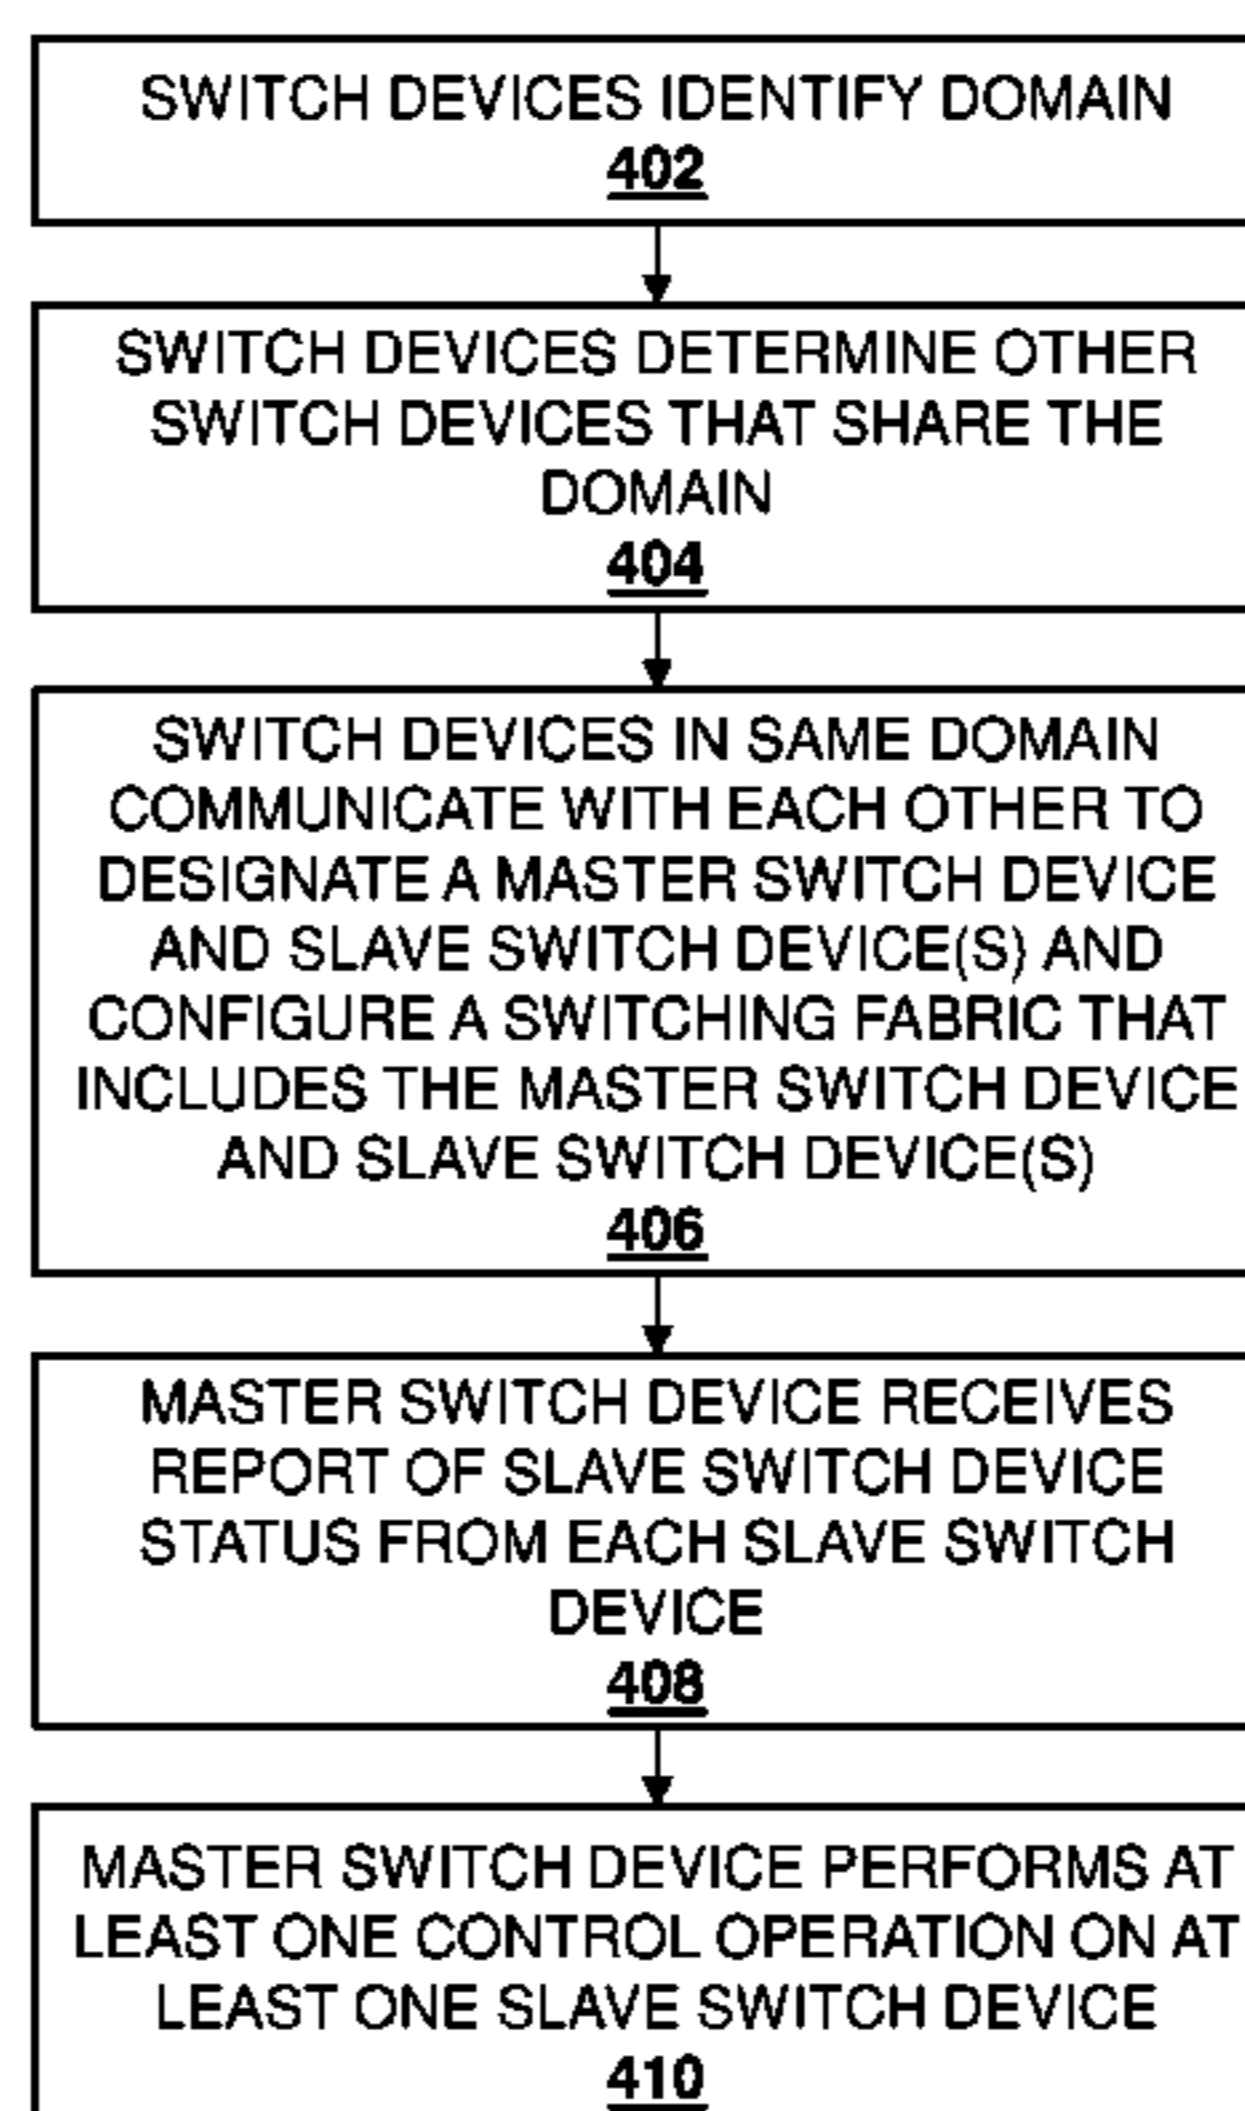 SWITCH DEVICES IDENTIFY DOMAIN
402
SWITCH DEVICES DETERMINE OTHER
SWITCH DEVICES THAT SHARE THE
DOMAIN
404
SWITCH DEVICES IN SAME DOMAIN
COMMUNICATE WITH EACH OTHER TO
DESIGNATE A MASTER SWITCH DEVICE
AND SLAVE SWITCH DEVICE(S) AND
CONFIGURE A SWITCHING FABRIC THAT
INCLUDES THE MASTER SWITCH DEVICE
AND SLAVE SWITCH DEVICE(S)
406
MASTER SWITCH DEVICE RECEIVES
REPORT OF SLAVE SWITCH DEVICE
STATUS FROM EACH SLAVE SWITCH
DEVICE
408
MASTER SWITCH DEVICE PERFORMS AT
LEAST ONE CONTROL OPERATION ON AT
LEAST ONE SLAVE SWITCH DEVICE
410